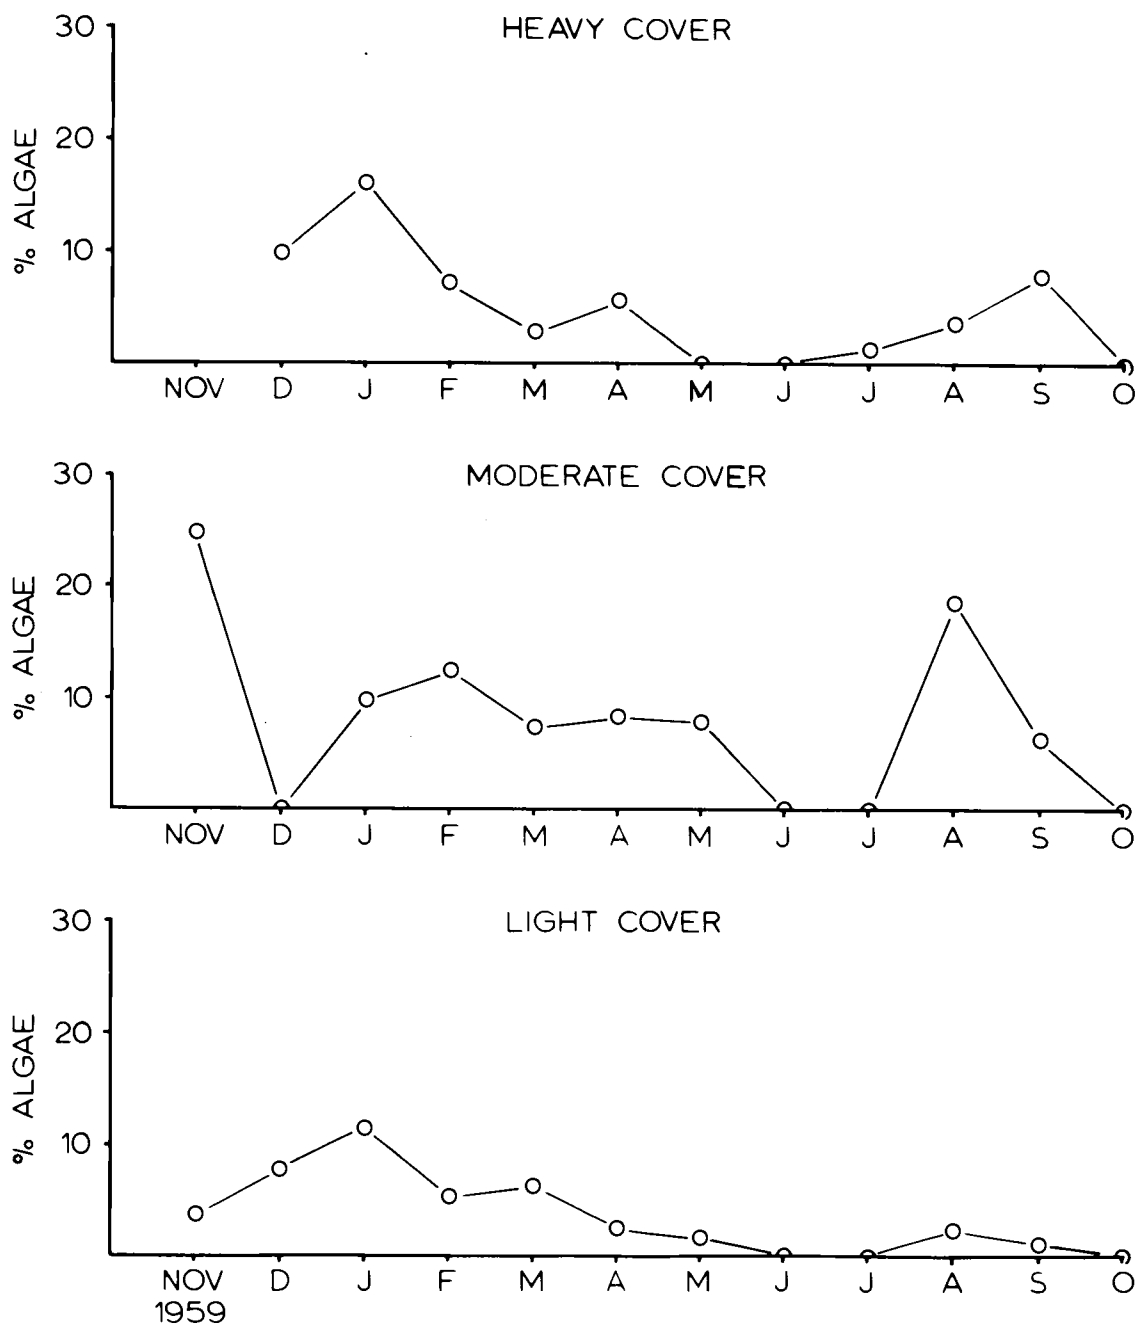 HEAVY COVER
30
20
10
% ALGAE
NOV D J F M A M J J A S O
MODERATE COVER
30
20
10
% ALGAE
NOV D J F M A M J J A S O
LIGHT COVER
30
20
10
% ALGAE
NOV D J F M A M J J A S O
1959